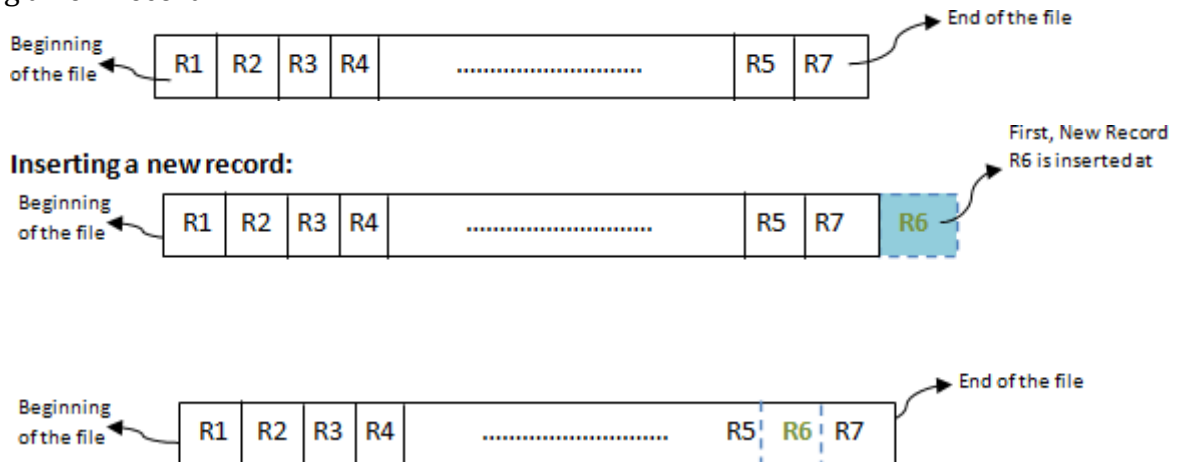 End of the file
Beginning
of the file
R1 R2 R3 R4 ............................ R5 R7
First, New Record
R6 is inserted at
Inserting a new record:
Beginning
of the file
R1 R2 R3 R4 ............................ R5 R7 R6
End of the file
Beginning
of the file
R1 R2 R3 R4 ............................ R5 R6 R7